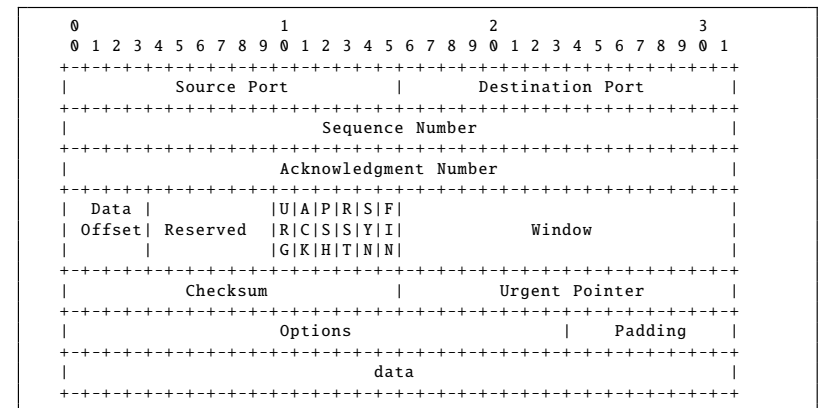 0                   1                   2                   3
0 1 2 3 4 5 6 7 8 9 0 1 2 3 4 5 6 7 8 9 0 1 2 3 4 5 6 7 8 9 0 1
+-+-+-+-+-+-+-+-+-+-+-+-+-+-+-+-+-+-+-+-+-+-+-+-+-+-+-+-+-+-+-+-+
|          Source Port          |       Destination Port        |
+-+-+-+-+-+-+-+-+-+-+-+-+-+-+-+-+-+-+-+-+-+-+-+-+-+-+-+-+-+-+-+-+
|                        Sequence Number                        |
+-+-+-+-+-+-+-+-+-+-+-+-+-+-+-+-+-+-+-+-+-+-+-+-+-+-+-+-+-+-+-+-+
|                    Acknowledgment Number                      |
+-+-+-+-+-+-+-+-+-+-+-+-+-+-+-+-+-+-+-+-+-+-+-+-+-+-+-+-+-+-+-+-+
|  Data |           |U|A|P|R|S|F|                               |
| Offset| Reserved  |R|C|S|S|Y|I|            Window             |
|       |           |G|K|H|T|N|N|                               |
+-+-+-+-+-+-+-+-+-+-+-+-+-+-+-+-+-+-+-+-+-+-+-+-+-+-+-+-+-+-+-+-+
|           Checksum            |         Urgent Pointer        |
+-+-+-+-+-+-+-+-+-+-+-+-+-+-+-+-+-+-+-+-+-+-+-+-+-+-+-+-+-+-+-+-+
|                    Options                    |    Padding    |
+-+-+-+-+-+-+-+-+-+-+-+-+-+-+-+-+-+-+-+-+-+-+-+-+-+-+-+-+-+-+-+-+
|                             data                              |
+-+-+-+-+-+-+-+-+-+-+-+-+-+-+-+-+-+-+-+-+-+-+-+-+-+-+-+-+-+-+-+-+